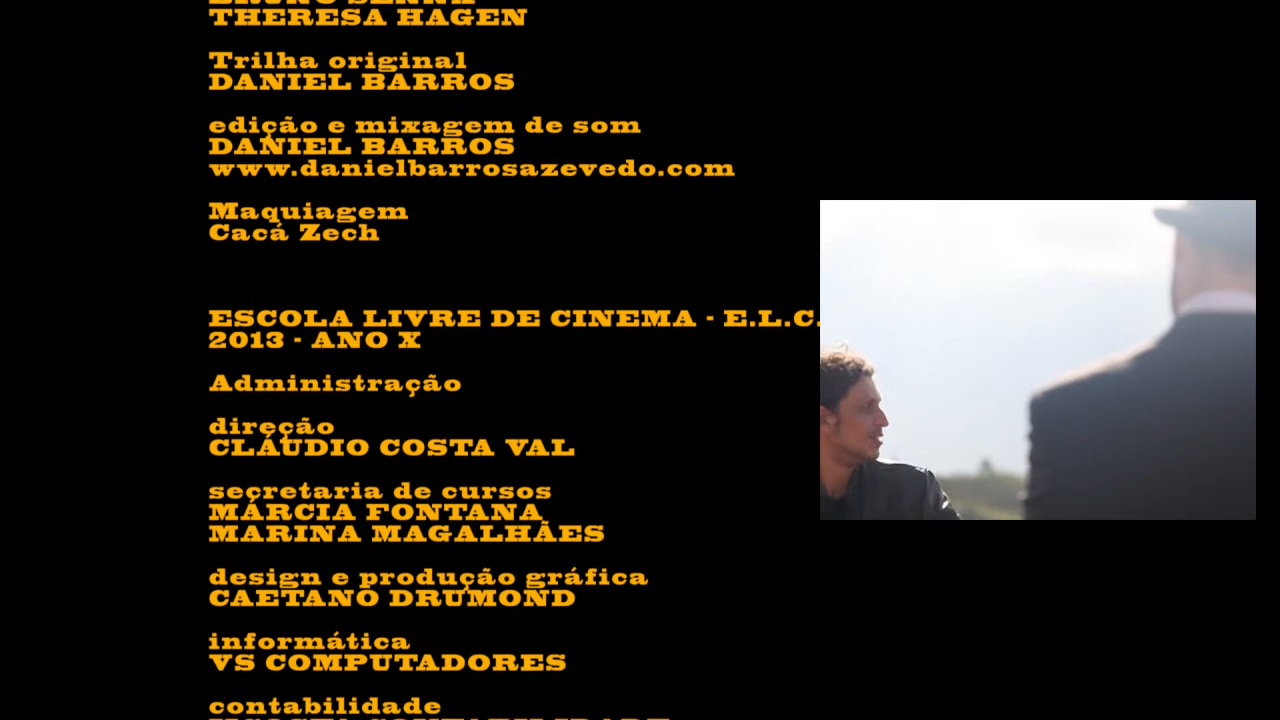 THERESA HAGEN
Trilha original
DANIEL BARROS
edição e mixagem de som
DANIEL BARROS
www.danielbarrosazevedo.com
Maquiagem
Cacá Zech
ESCOLA LIVRE DE CINEMA - E.L.C.
2013 - ANO X
Administração
direção
CLÁUDIO COSTA VAL
secretaria de cursos
MÁRCIA FONTANA
MARINA MAGALHÃES
design e produção gráfica
CAETANO DRUMOND
informática
VS COMPUTADORES
contabilidade